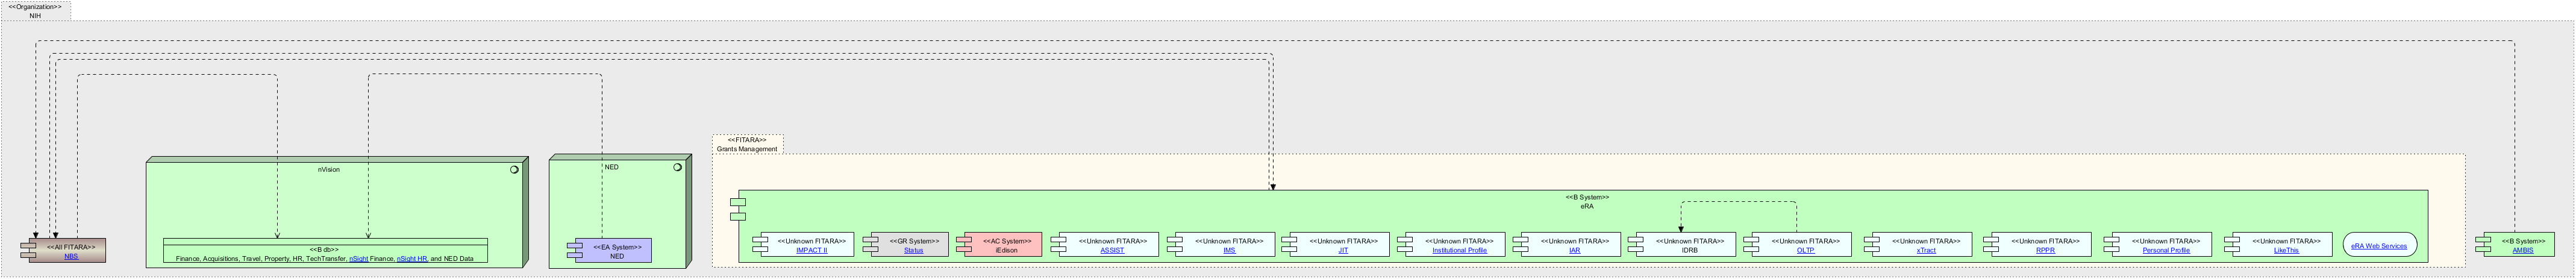 <<Organization>>
NIH
<<FITARA>>
Grants Management
nVision
NED
<<B System>>
eRA
<<All FITARA>>
NBS
<<B db>>
Finance, Acquisitions, Travel, Property, HR, TechTransfer, nSight Finance, nSight HR, and NED Data
<<EA System>>
NED
<<Unknown FITARA>>
IMPACT II
<<GR System>>
Status
<<AC System>>
iEdison
<<Unknown FITARA>>
ASSIST
<<Unknown FITARA>>
IMS
<<Unknown FITARA>>
JIT
<<Unknown FITARA>>
Institutional Profile
<<Unknown FITARA>>
IAR
<<Unknown FITARA>>
IDRB
<<Unknown FITARA>>
OLTP
<<Unknown FITARA>>
xTract
<<Unknown FITARA>>
RPPR
<<Unknown FITARA>>
Personal Profile
<<Unknown FITARA>>
LikeThis
eRA Web Services
<<B System>>
AMBIS